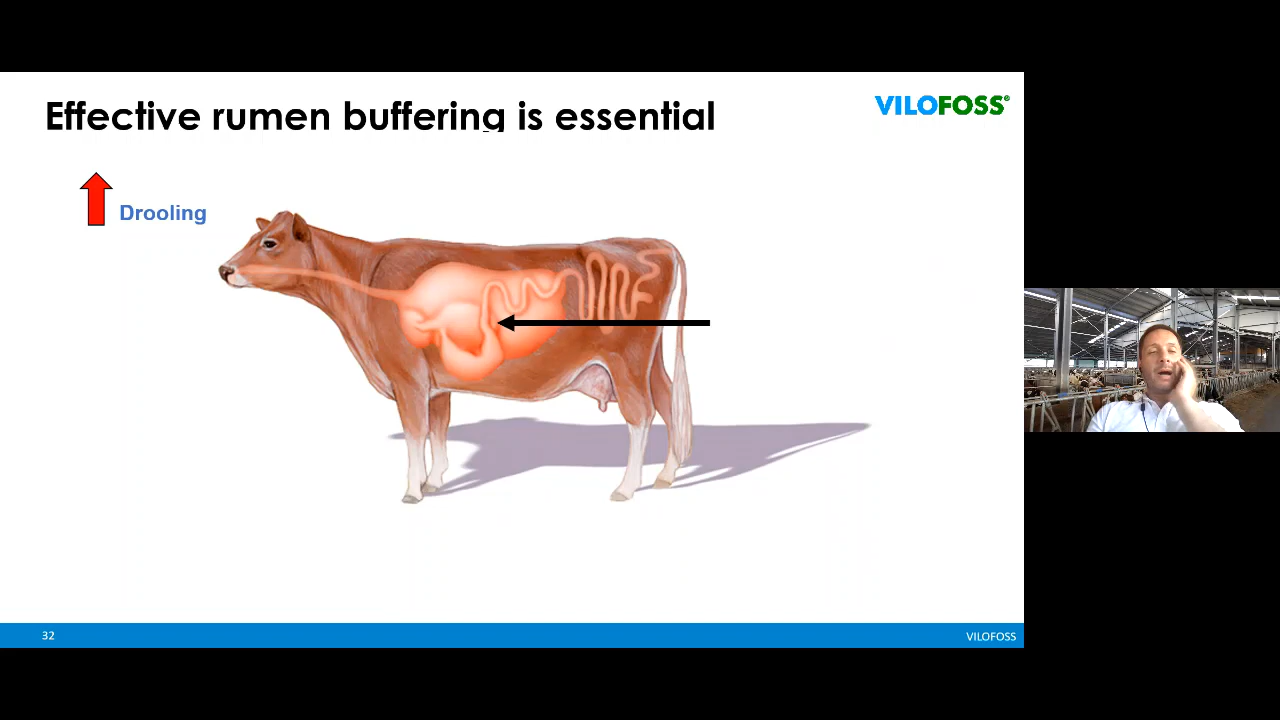 Effective rumen buffering is essential
VILOFOSS®
Drooling
32
VILOFOSS